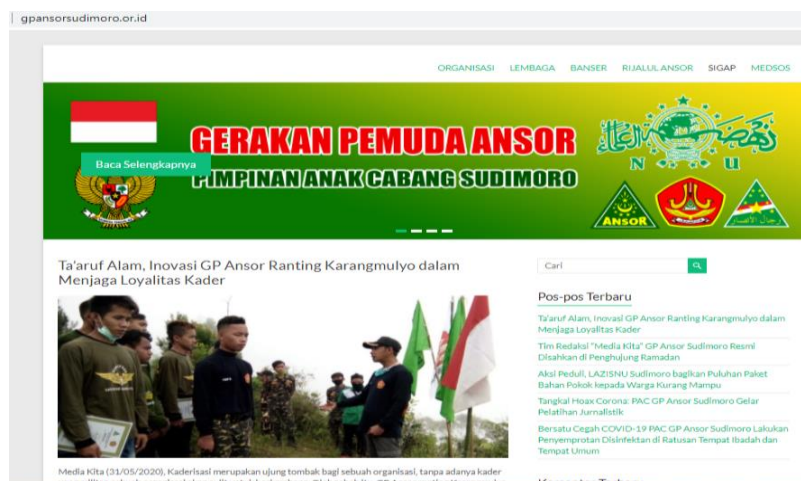 gpansorsudimoro.or.id
ORGANISASI LEMBAGA BANSER RIJALUL ANSOR SIGAP MEDSOS
GERAKAN PEMUDA ANSOR
Baca Selengkapnya
PIMPINAN ANAK CABANG SUDIMORO
N U
ANSOR
Ta'aruf Alam, Inovasi GP Ansor Ranting Karangmulyo dalam
Menjaga Loyalitas Kader
Media Kita (31/05/2020), Kaderisasi merupakan ujung tombak bagi sebuah organisasi, tanpa adanya kader
Cari
Pos-pos Terbaru
Ta'aruf Alam, Inovasi GP Ansor Ranting Karangmulyo dalam
Menjaga Loyalitas Kader
Tim Redaksi "Media Kita" GP Ansor Sudimoro Resmi
Disahkan di Penghujung Ramadan
Aksi Peduli, LAZISNU Sudimoro bagikan Puluhan Paket
Bahan Pokok kepada Warga Kurang Mampu
Tangkal Hoax Corona: PAC GP Ansor Sudimoro Gelar
Pelatihan Jurnalistik
Bersatu Cegah COVID-19 PAC GP Ansor Sudimoro Lakukan
Penyemprotan Disinfektan di Ratusan Tempat Ibadah dan
Tempat Umum